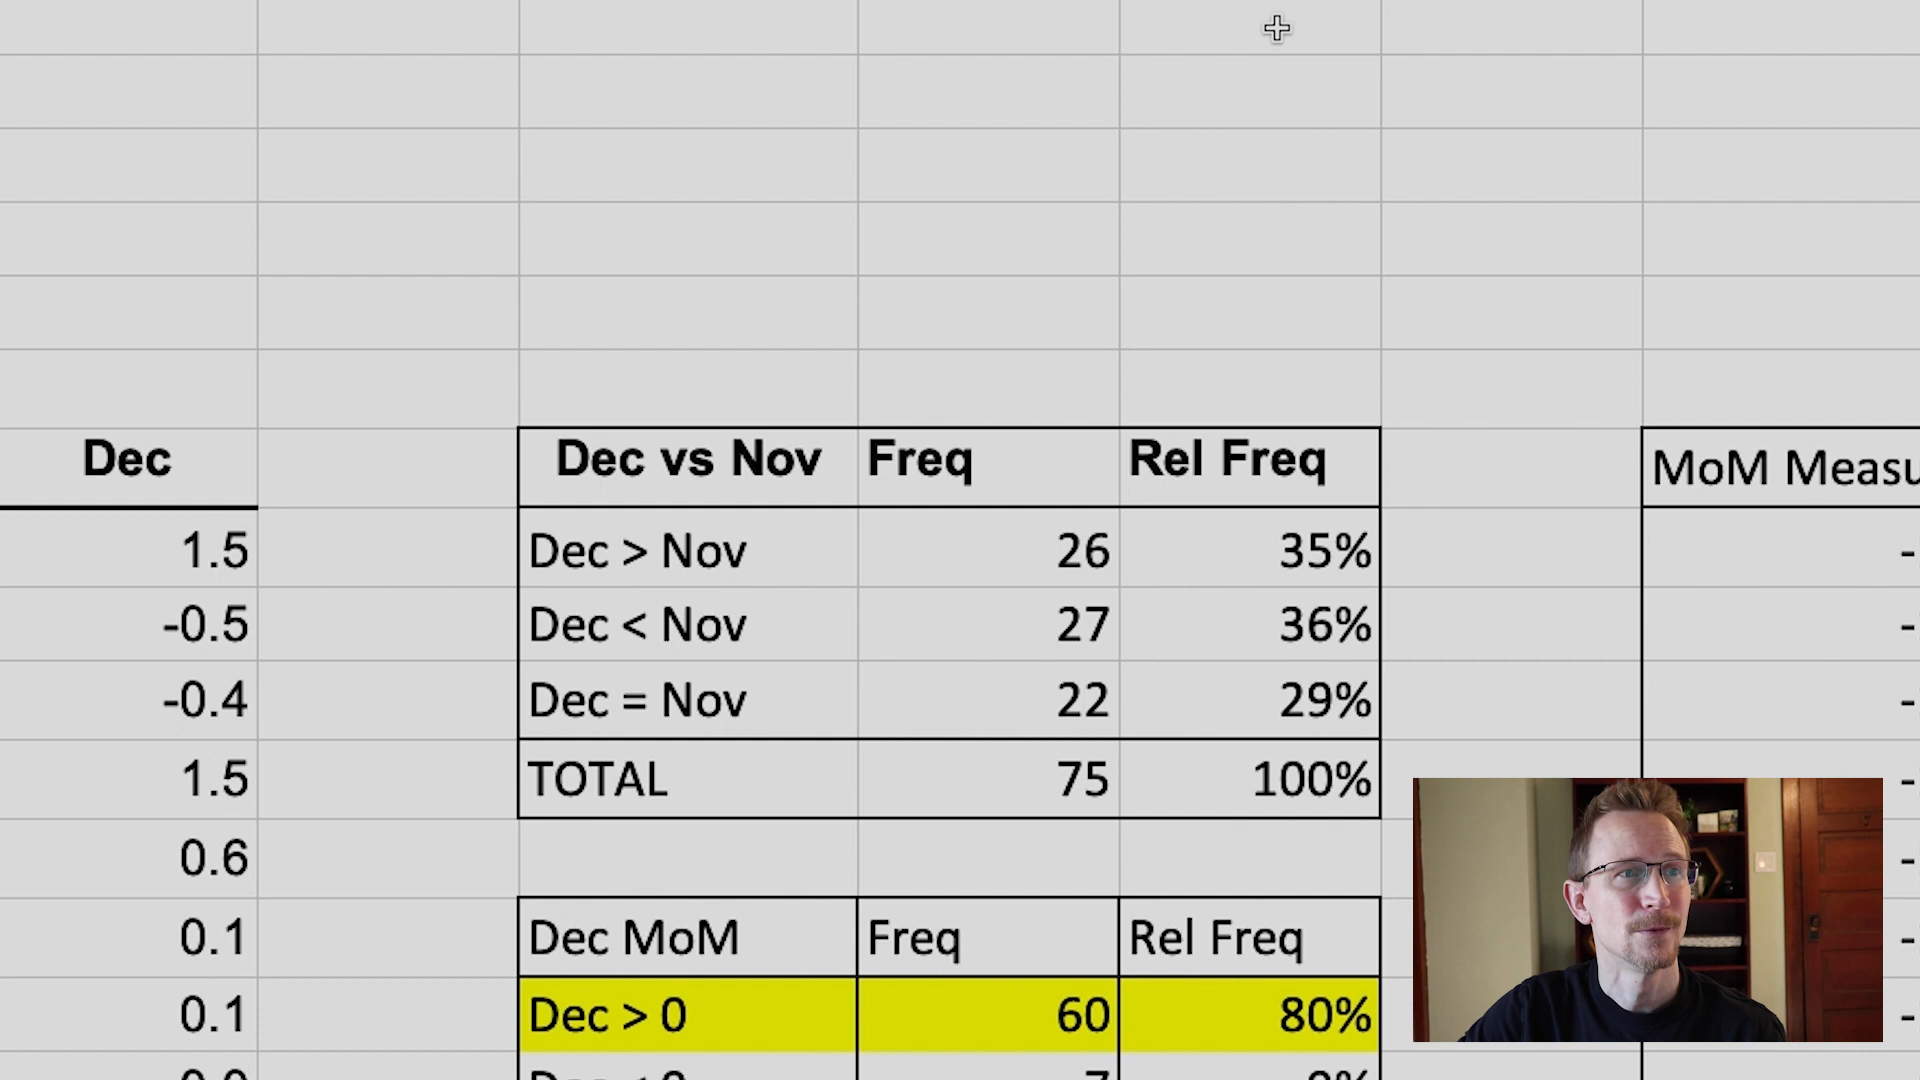 Dec
Dec vs Nov Freq Rel Freq
MoM Measu
1.5 Dec > Nov 26 35% -
-0.5 Dec < Nov 27 36% -
-0.4 Dec = Nov 22 29% -
1.5 TOTAL 75 100% -
0.6 -
0.1 Dec MoM Freq Rel Freq -
0.1 Dec > 0 60 80% -